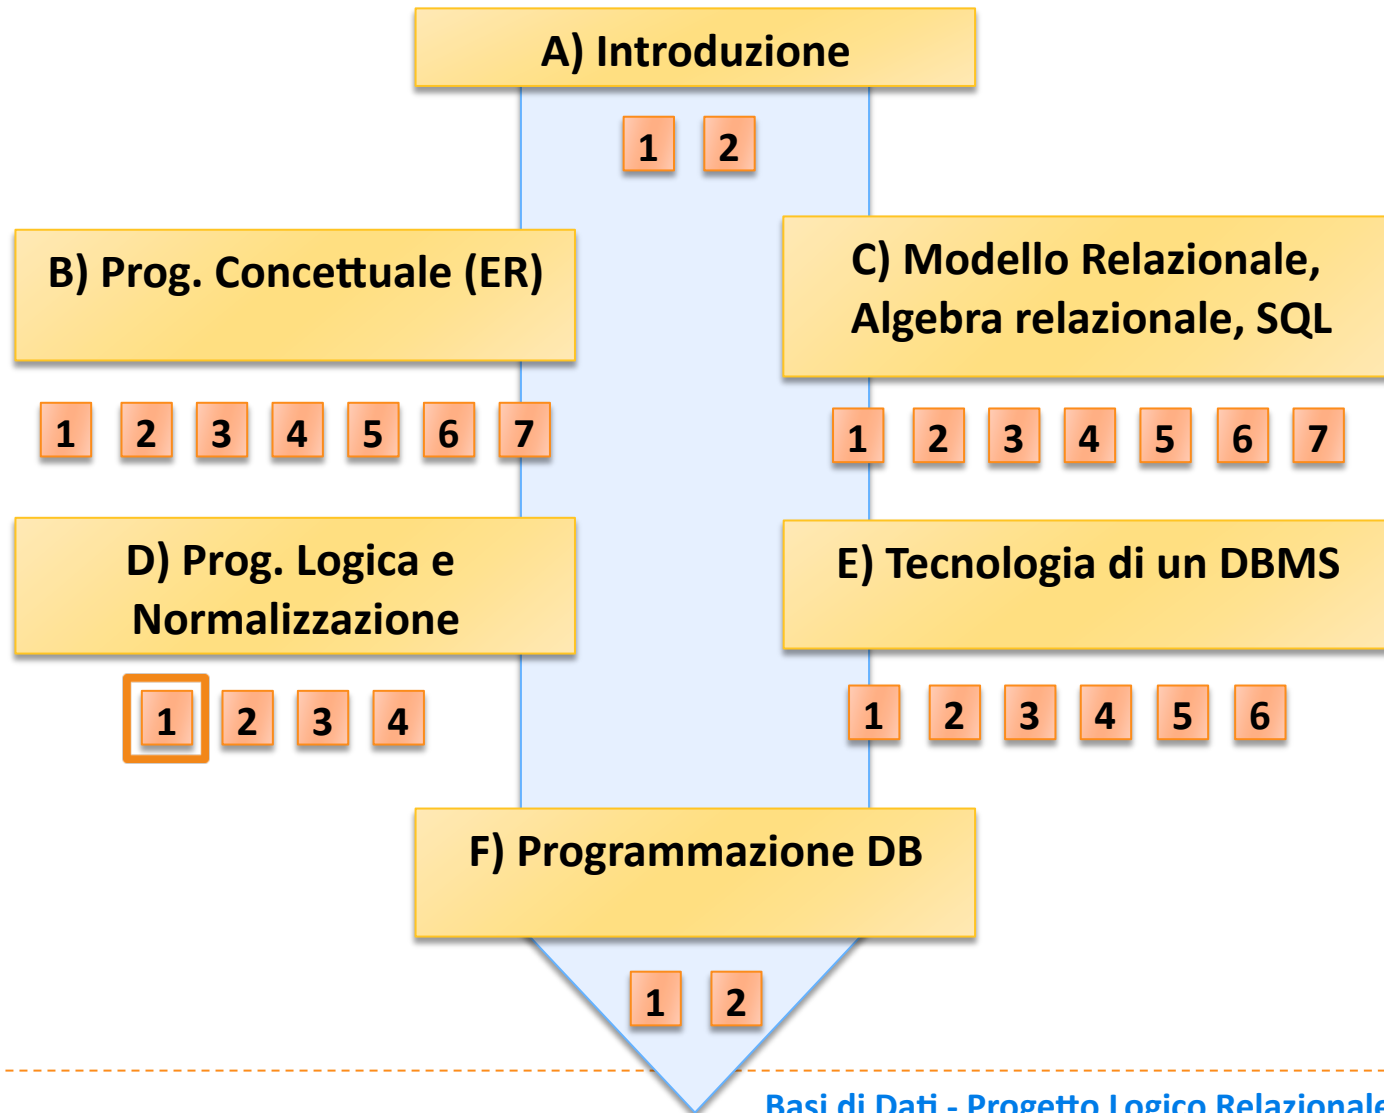 A) Introduzione
1 2
B) Prog. Concettuale (ER)
C) Modello Relazionale,
Algebra relazionale, SQL
1 2 3 4 5 6 7
1 2 3 4 5 6 7
D) Prog. Logica e
Normalizzazione
E) Tecnologia di un DBMS
1 2 3 4
1 2 3 4 5 6
F) Programmazione DB
1 2
Basi di Dati - Progetto Logico Relazionale